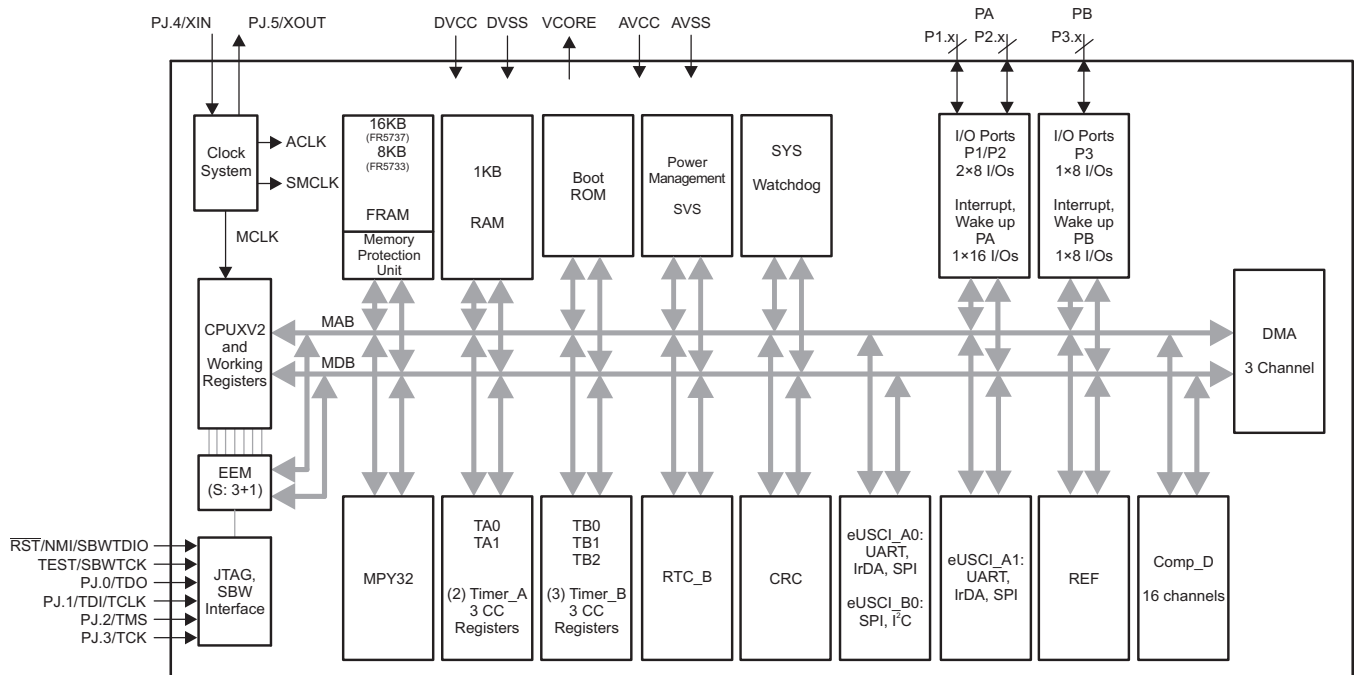 PJ.4/XIN
PJ.5/XOUT
DVCC
DVSS
VCORE
AVCC
AVSS
PA
P1.x
P2.x
PB
P3.x
Clock
System
ACLK
SMCLK
MCLK
16KB
(FR5737)
8KB
(FR5733)
FRAM
Memory
Protection
Unit
1KB
RAM
Boot
ROM
Power
Management
SVS
SYS
Watchdog
I/O Ports
P1/P2
2×8 I/Os
Interrupt,
Wake up
PA
1×16 I/Os
I/O Ports
P3
1×8 I/Os
Interrupt,
Wake up
PB
1×8 I/Os
CPUXV2
and
Working
Registers
MAB
MDB
DMA
3 Channel
EEM
(S: 3+1)
RST/NMI/SBWTDIO
TEST/SBWTCK
PJ.0/TDO
PJ.1/TDI/TCLK
PJ.2/TMS
PJ.3/TCK
JTAG,
SBW
Interface
MPY32
TA0
TA1
(2) Timer_A
3 CC
Registers
TB0
TB1
TB2
(3) Timer_B
3 CC
Registers
RTC_B
CRC
eUSCI_A0:
UART,
IrDA, SPI
eUSCI_B0:
SPI, I²C
eUSCI_A1:
UART,
IrDA, SPI
REF
Comp_D
16 channels